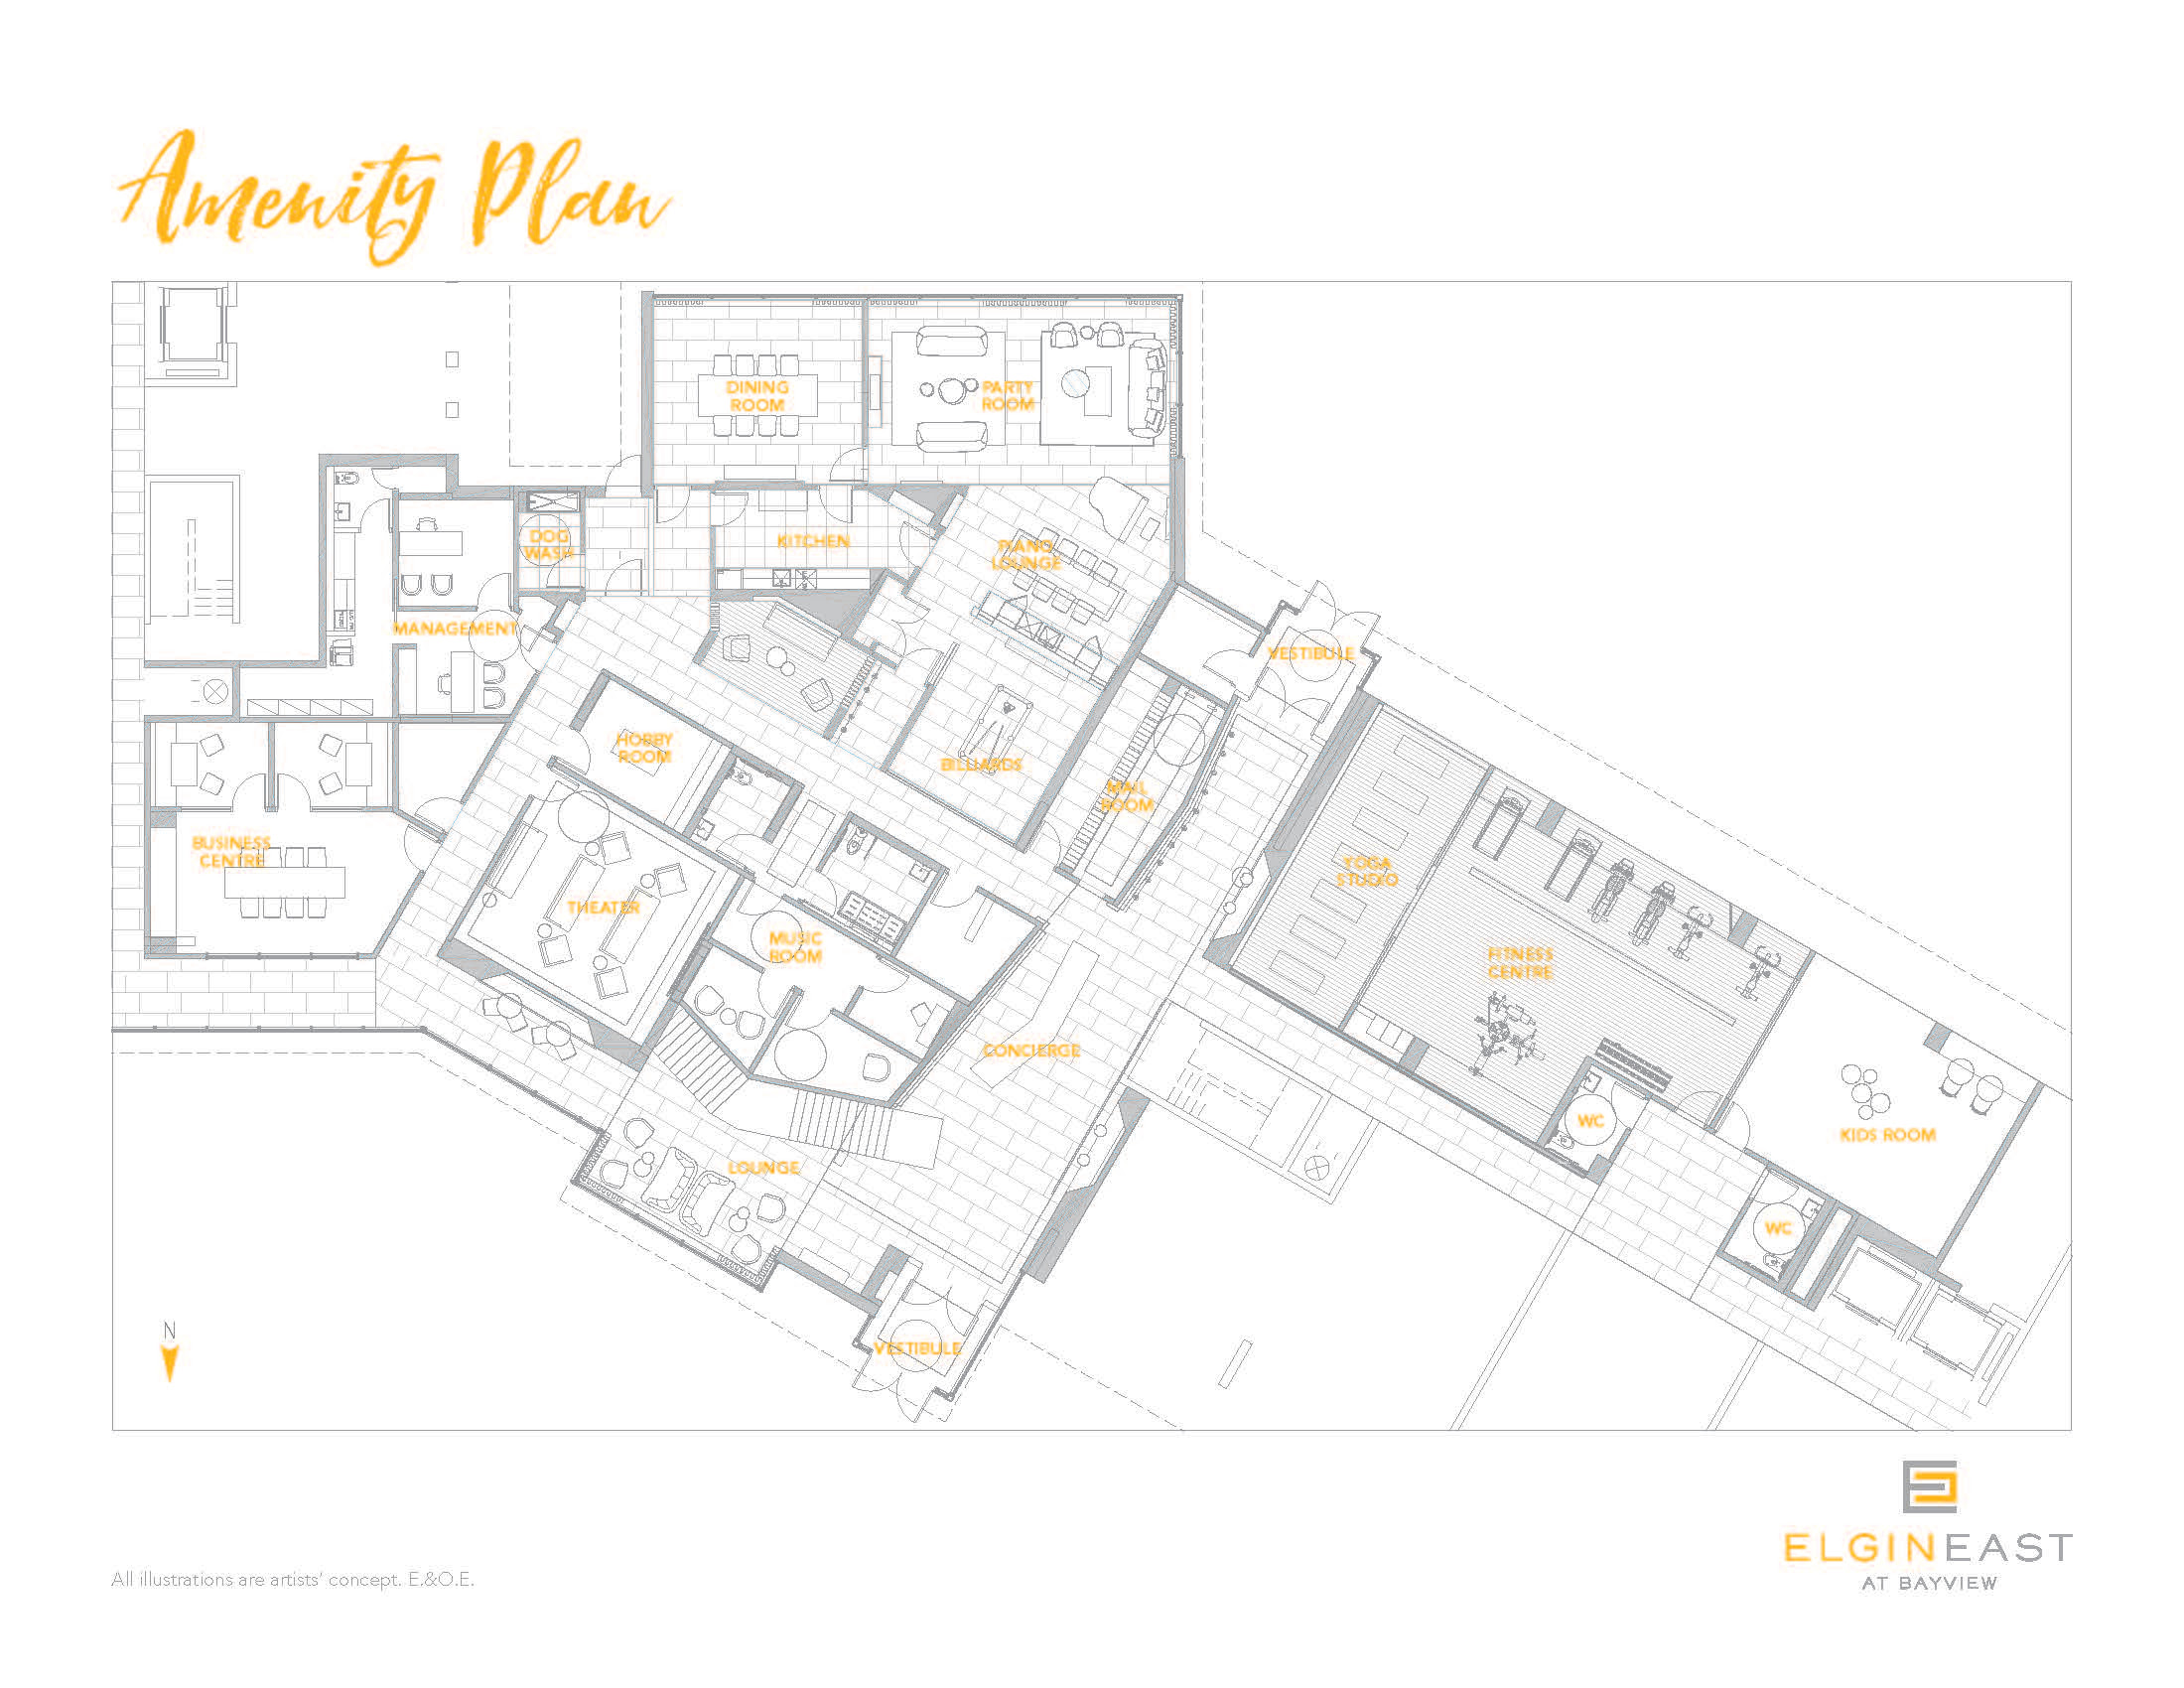 Amenity Plan
DINING
ROOM
PARTY
ROOM
DOG
WASH
KITCHEN
PIANO
LOUNGE
MANAGEMENT
VESTIBULE
HOBBY
ROOM
BILLIARDS
MAIL
ROOM
BUSINESS
CENTRE
YOGA
STUDIO
THEATER
MUSIC
ROOM
FITNESS
CENTRE
CONCIERGE
WC
KIDS ROOM
LOUNGE
WC
VESTIBULE
N
ELGINEAST
AT BAYVIEW
All illustrations are artists' concept. E.&O.E.